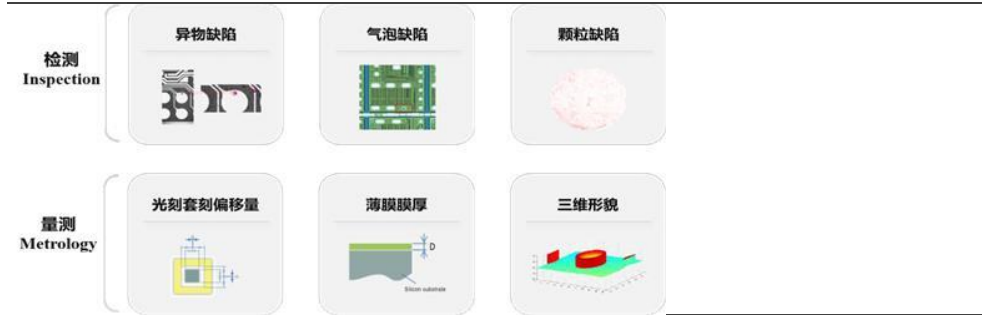 检测
Inspection
异物缺陷
气泡缺陷
颗粒缺陷
量测
Metrology
光刻套刻偏移量
薄膜膜厚
三维形貌
D
Silicon substrate